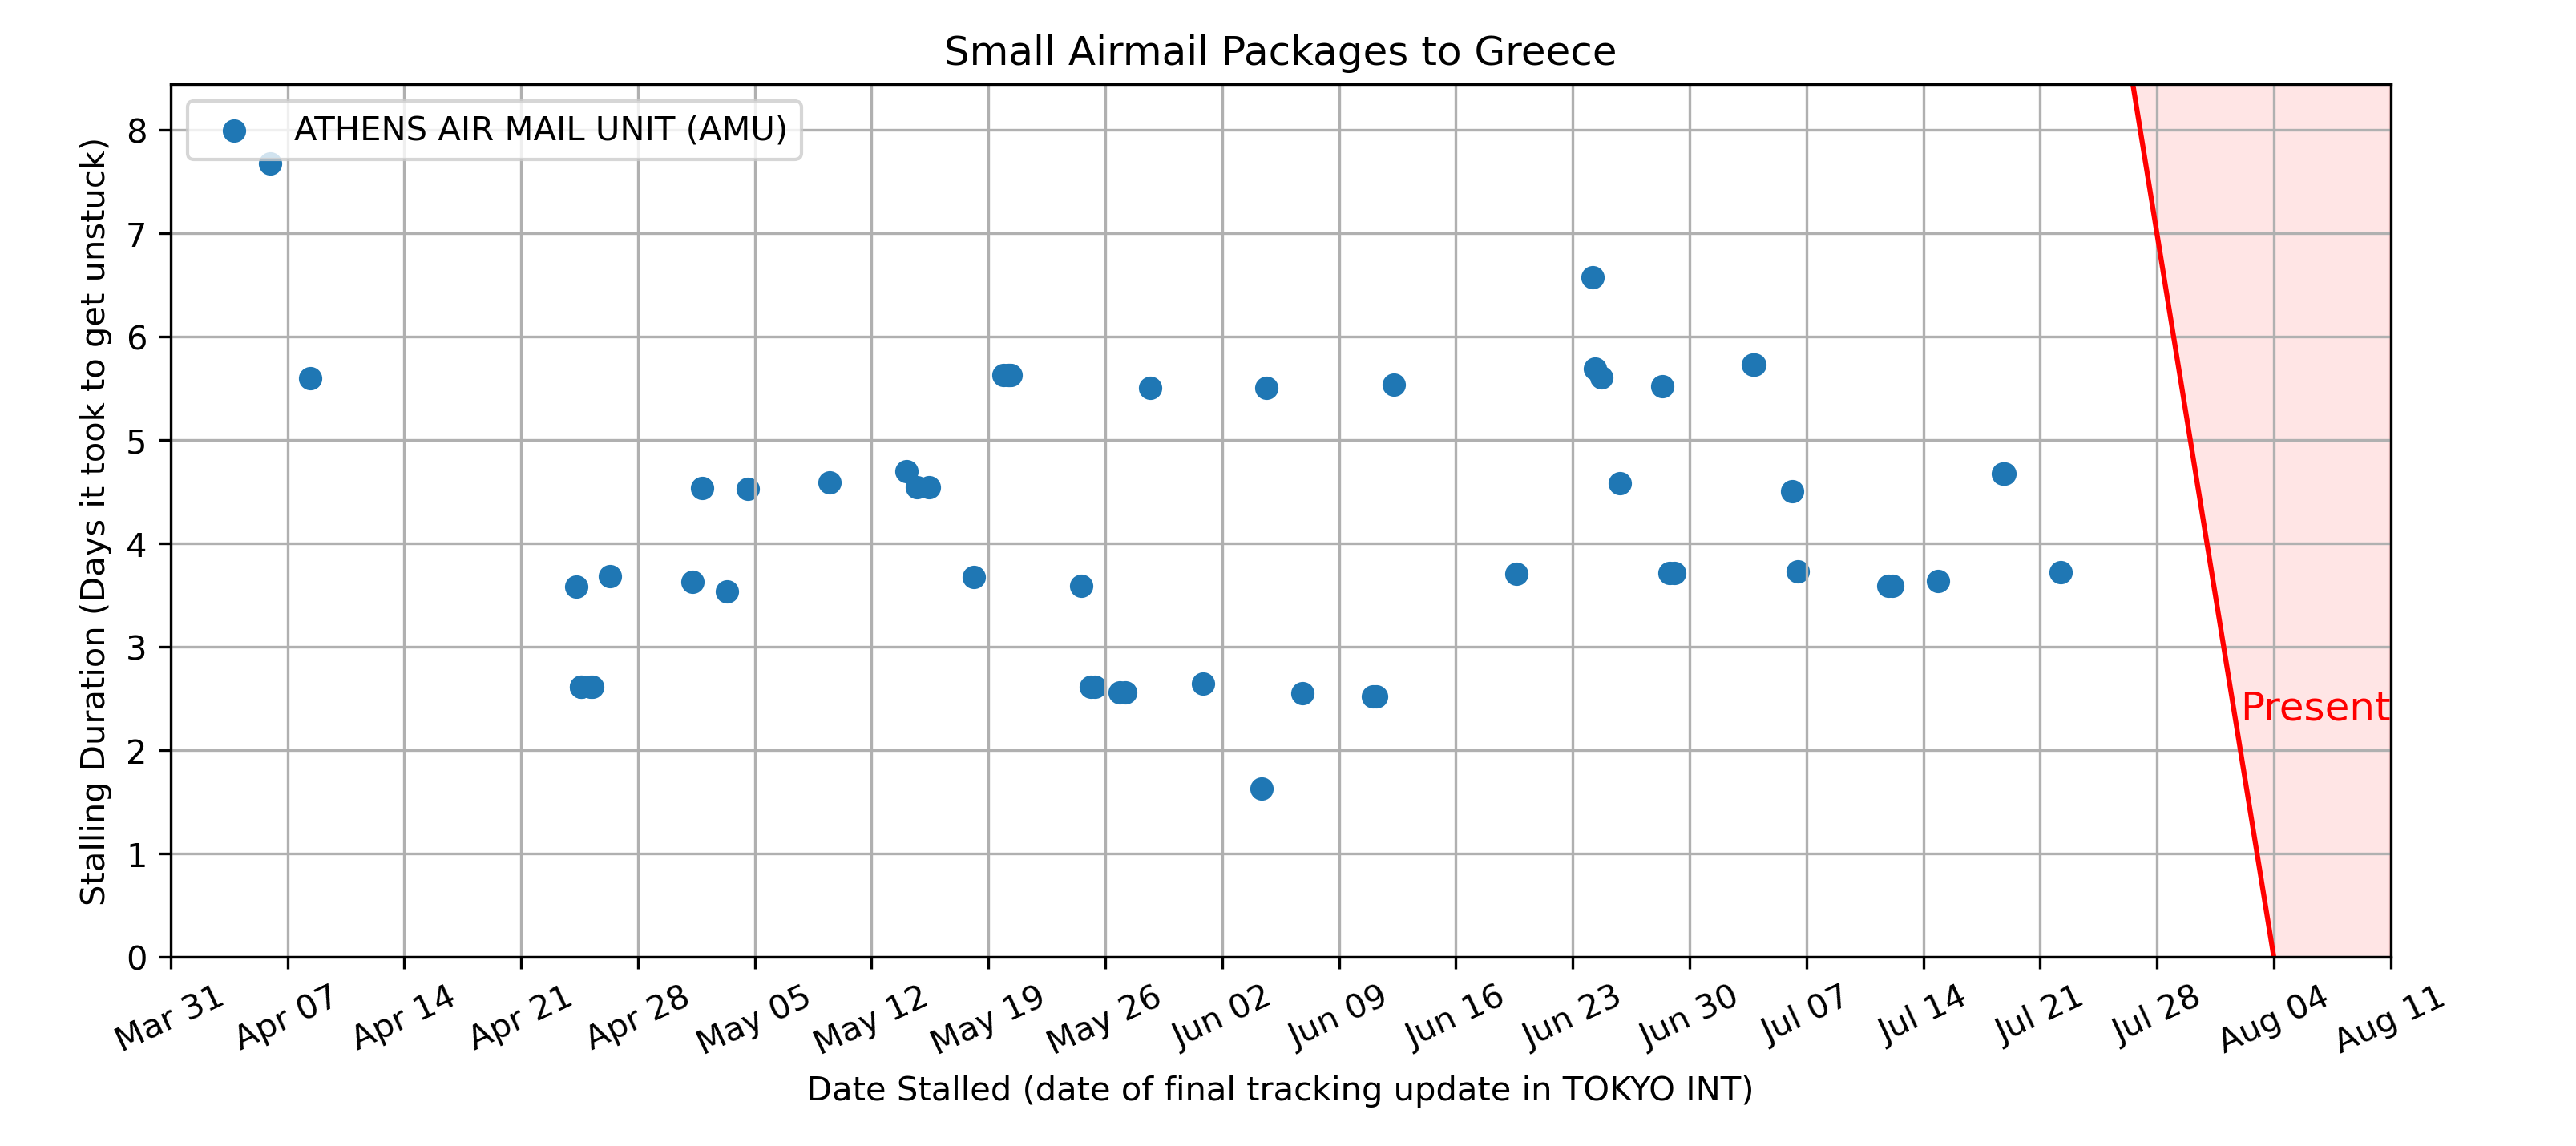 Small Airmail Packages to Greece
ATHENS AIR MAIL UNIT (AMU)
Stalling Duration (Days it took to get unstuck)
8
7
6
5
4
3
2
1
0
Present
Mar 31 Apr 07 Apr 14 Apr 21 Apr 28 May 05 May 12 May 19 May 26 Jun 02 Jun 09 Jun 16 Jun 23 Jun 30 Jul 07 Jul 14 Jul 21 Jul 28 Aug 04 Aug 11
Date Stalled (date of final tracking update in TOKYO INT)